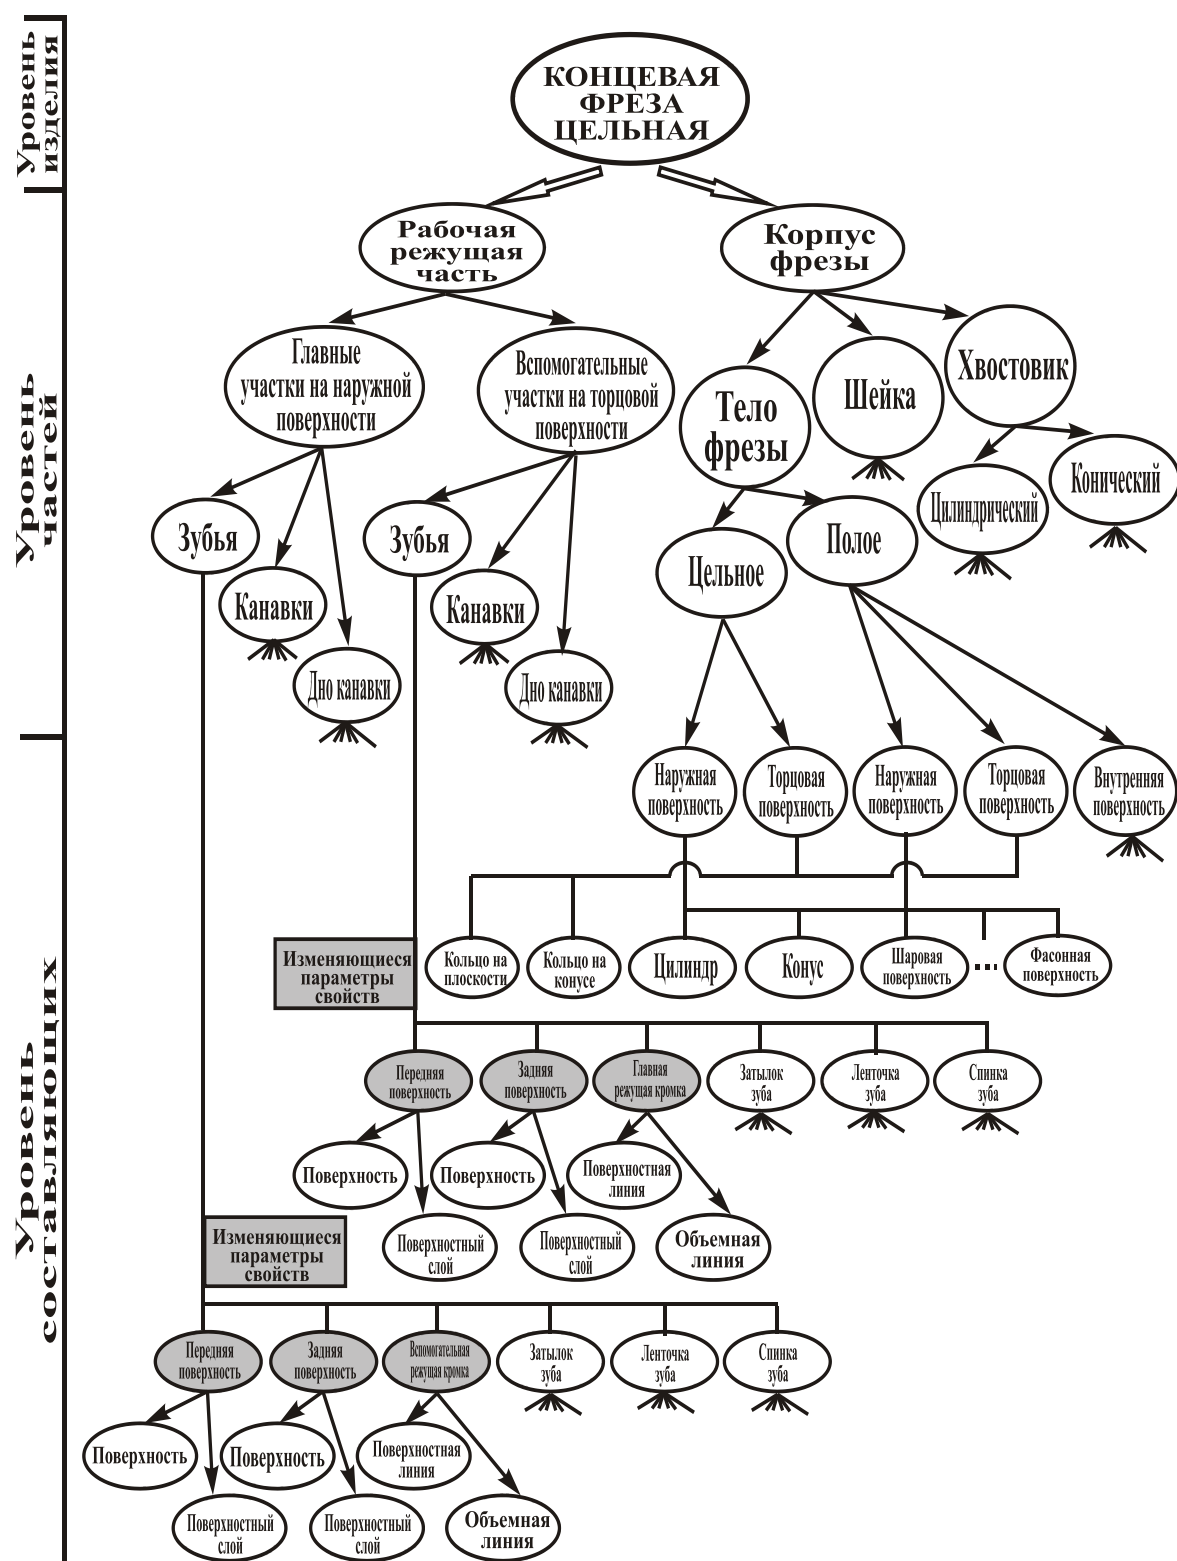 Уровень
изделия
КОНЦЕВАЯ
ФРЕЗА
ЦЕЛЬНАЯ
Уровень
частей
Рабочая
режущая
часть
Корпус
фрезы
Главные
участки на наружной
поверхности
Вспомогательные
участки на торцовой
поверхности
Тело
фрезы
Шейка
Хвостовик
Цилиндрический
Конический
Зубья
Канавки
Дно канавки
Зубья
Канавки
Дно канавки
Цельное
Полое
Уровень
составляющих
Наружная
поверхность
Торцовая
поверхность
Наружная
поверхность
Торцовая
поверхность
Внутренняя
поверхность
Изменяющиеся
параметры
свойств
Кольцо на
плоскости
Кольцо на
конусе
Цилиндр
Конус
Шаровая
поверхность
Фасонная
поверхность
Передняя
поверхность
Задняя
поверхность
Главная
режущая кромка
Затылок
зуба
Ленточка
зуба
Спинка
зуба
Поверхность
Поверхность
Поверхностная
линия
Поверхностный
слой
Поверхностный
слой
Объемная
линия
Изменяющиеся
параметры
свойств
Передняя
поверхность
Задняя
поверхность
Вспомогательная
режущая кромка
Затылок
зуба
Ленточка
зуба
Спинка
зуба
Поверхность
Поверхность
Поверхностная
линия
Поверхностный
слой
Поверхностный
слой
Объемная
линия